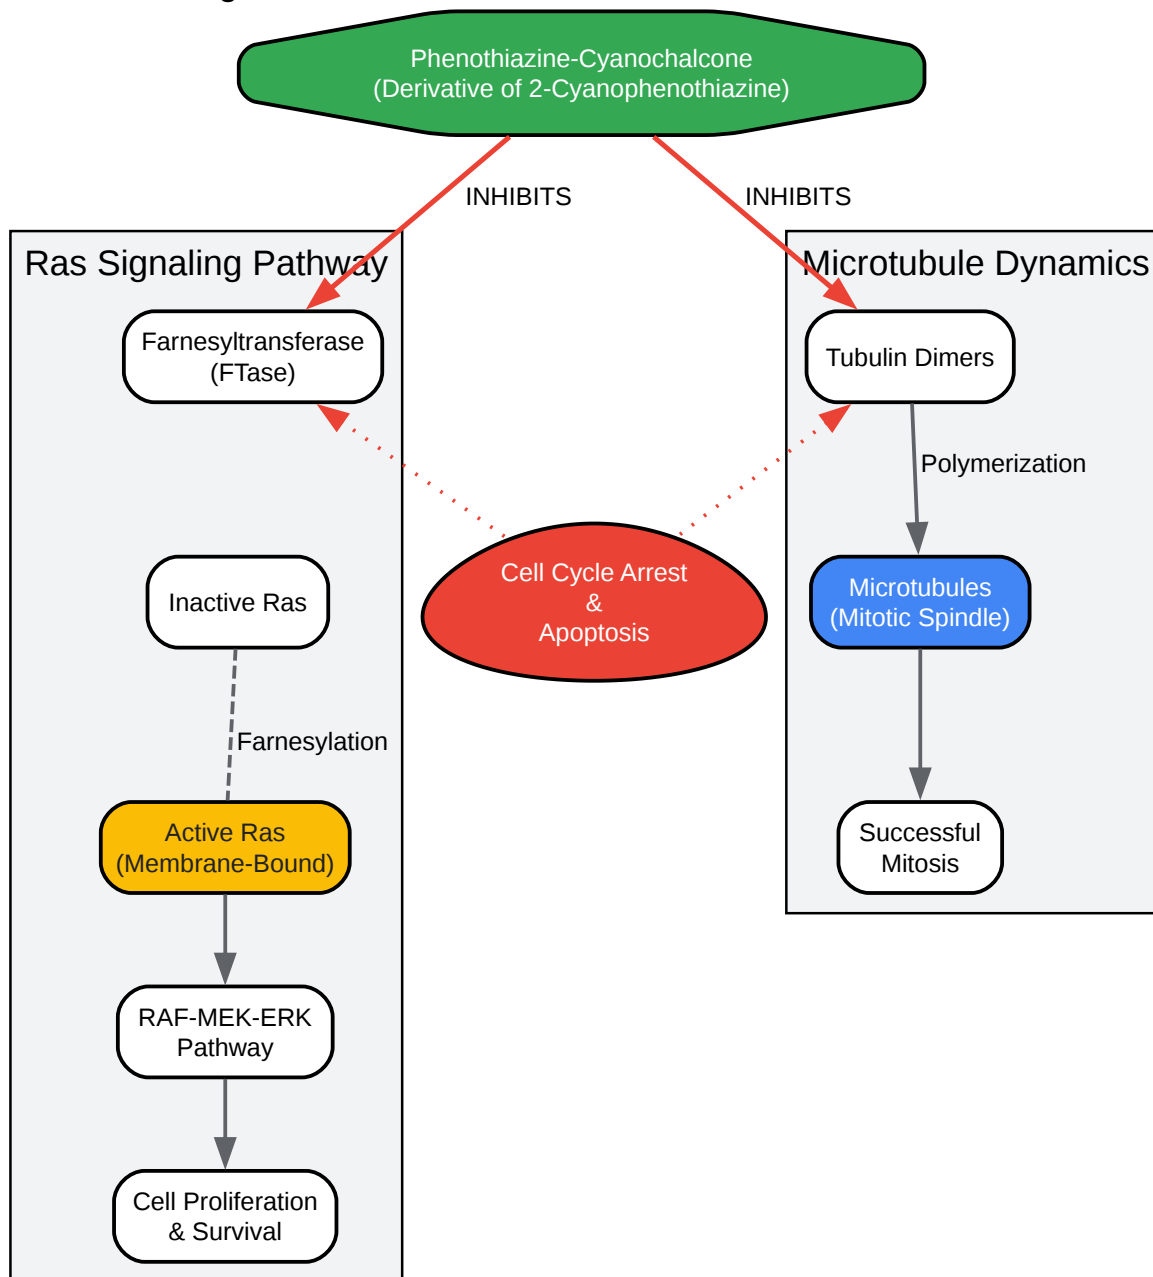 Phenothiazine-Cyanochalcone
(Derivative of 2-Cyanophenothiazine)
INHIBITS
INHIBITS
Ras Signaling Pathway
Microtubule Dynamics
Farnesyltransferase
(FTase)
Tubulin Dimers
Polymerization
Inactive Ras
Cell Cycle Arrest
&
Apoptosis
Microtubules
(Mitotic Spindle)
Farnesylation
Active Ras
(Membrane-Bound)
Successful
Mitosis
RAF-MEK-ERK
Pathway
Cell Proliferation
& Survival